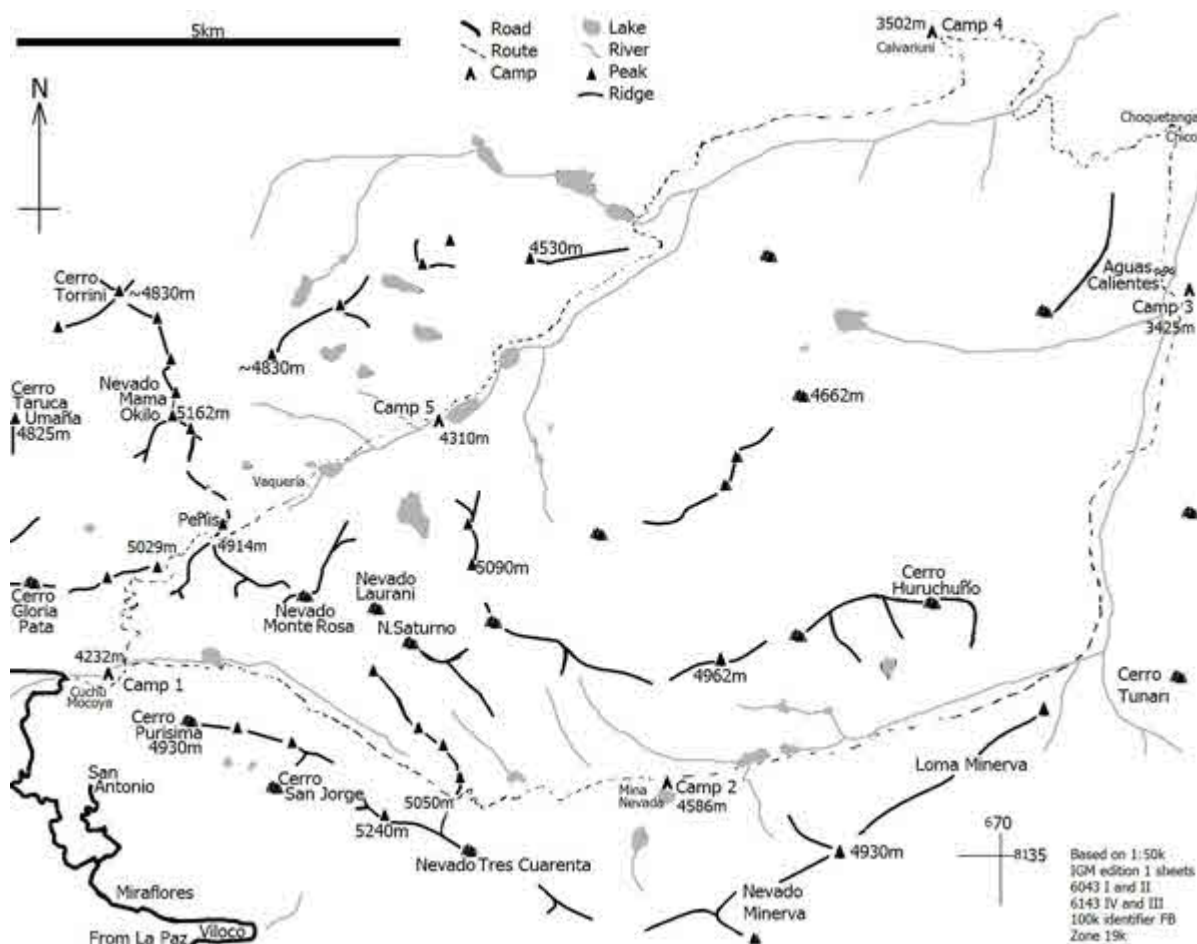 5km
Road
Route
Camp
Lake
River
Peak
Ridge
3502m
Camp 4
Calvariuni
N
Choquetanga
Chico
4530m
Cerro
Torrini
~4830m
Aguas
Calientes
Camp 3
3425m
~4830m
Nevado
Mama
Okilo
5162m
Cerro
Taruca
Umaña
4825m
Camp 5
4310m
4662m
Vaquería
4914m
5029m
5090m
Cerro
Gloria
Pata
Nevado
Monte Rosa
Nevado
Laurani
N.Saturno
Cerro
Huruchuño
4962m
4232m
Camp 1
Cuchu
Mocoya
Cerro
Tunari
Cerro
Purisima
4930m
San
Antonio
Cerro
San Jorge
5050m
5240m
Mina
Nevada
Camp 2
4586m
Loma Minerva
Nevado Tres Cuarenta
4930m
Nevado
Minerva
670
8135
Based on 1:50k
IGM edition 1 sheets
6043 I and II
6143 IV and III
100k identifier FB
Zone 19k
Miraflores
Viloco
From La Paz